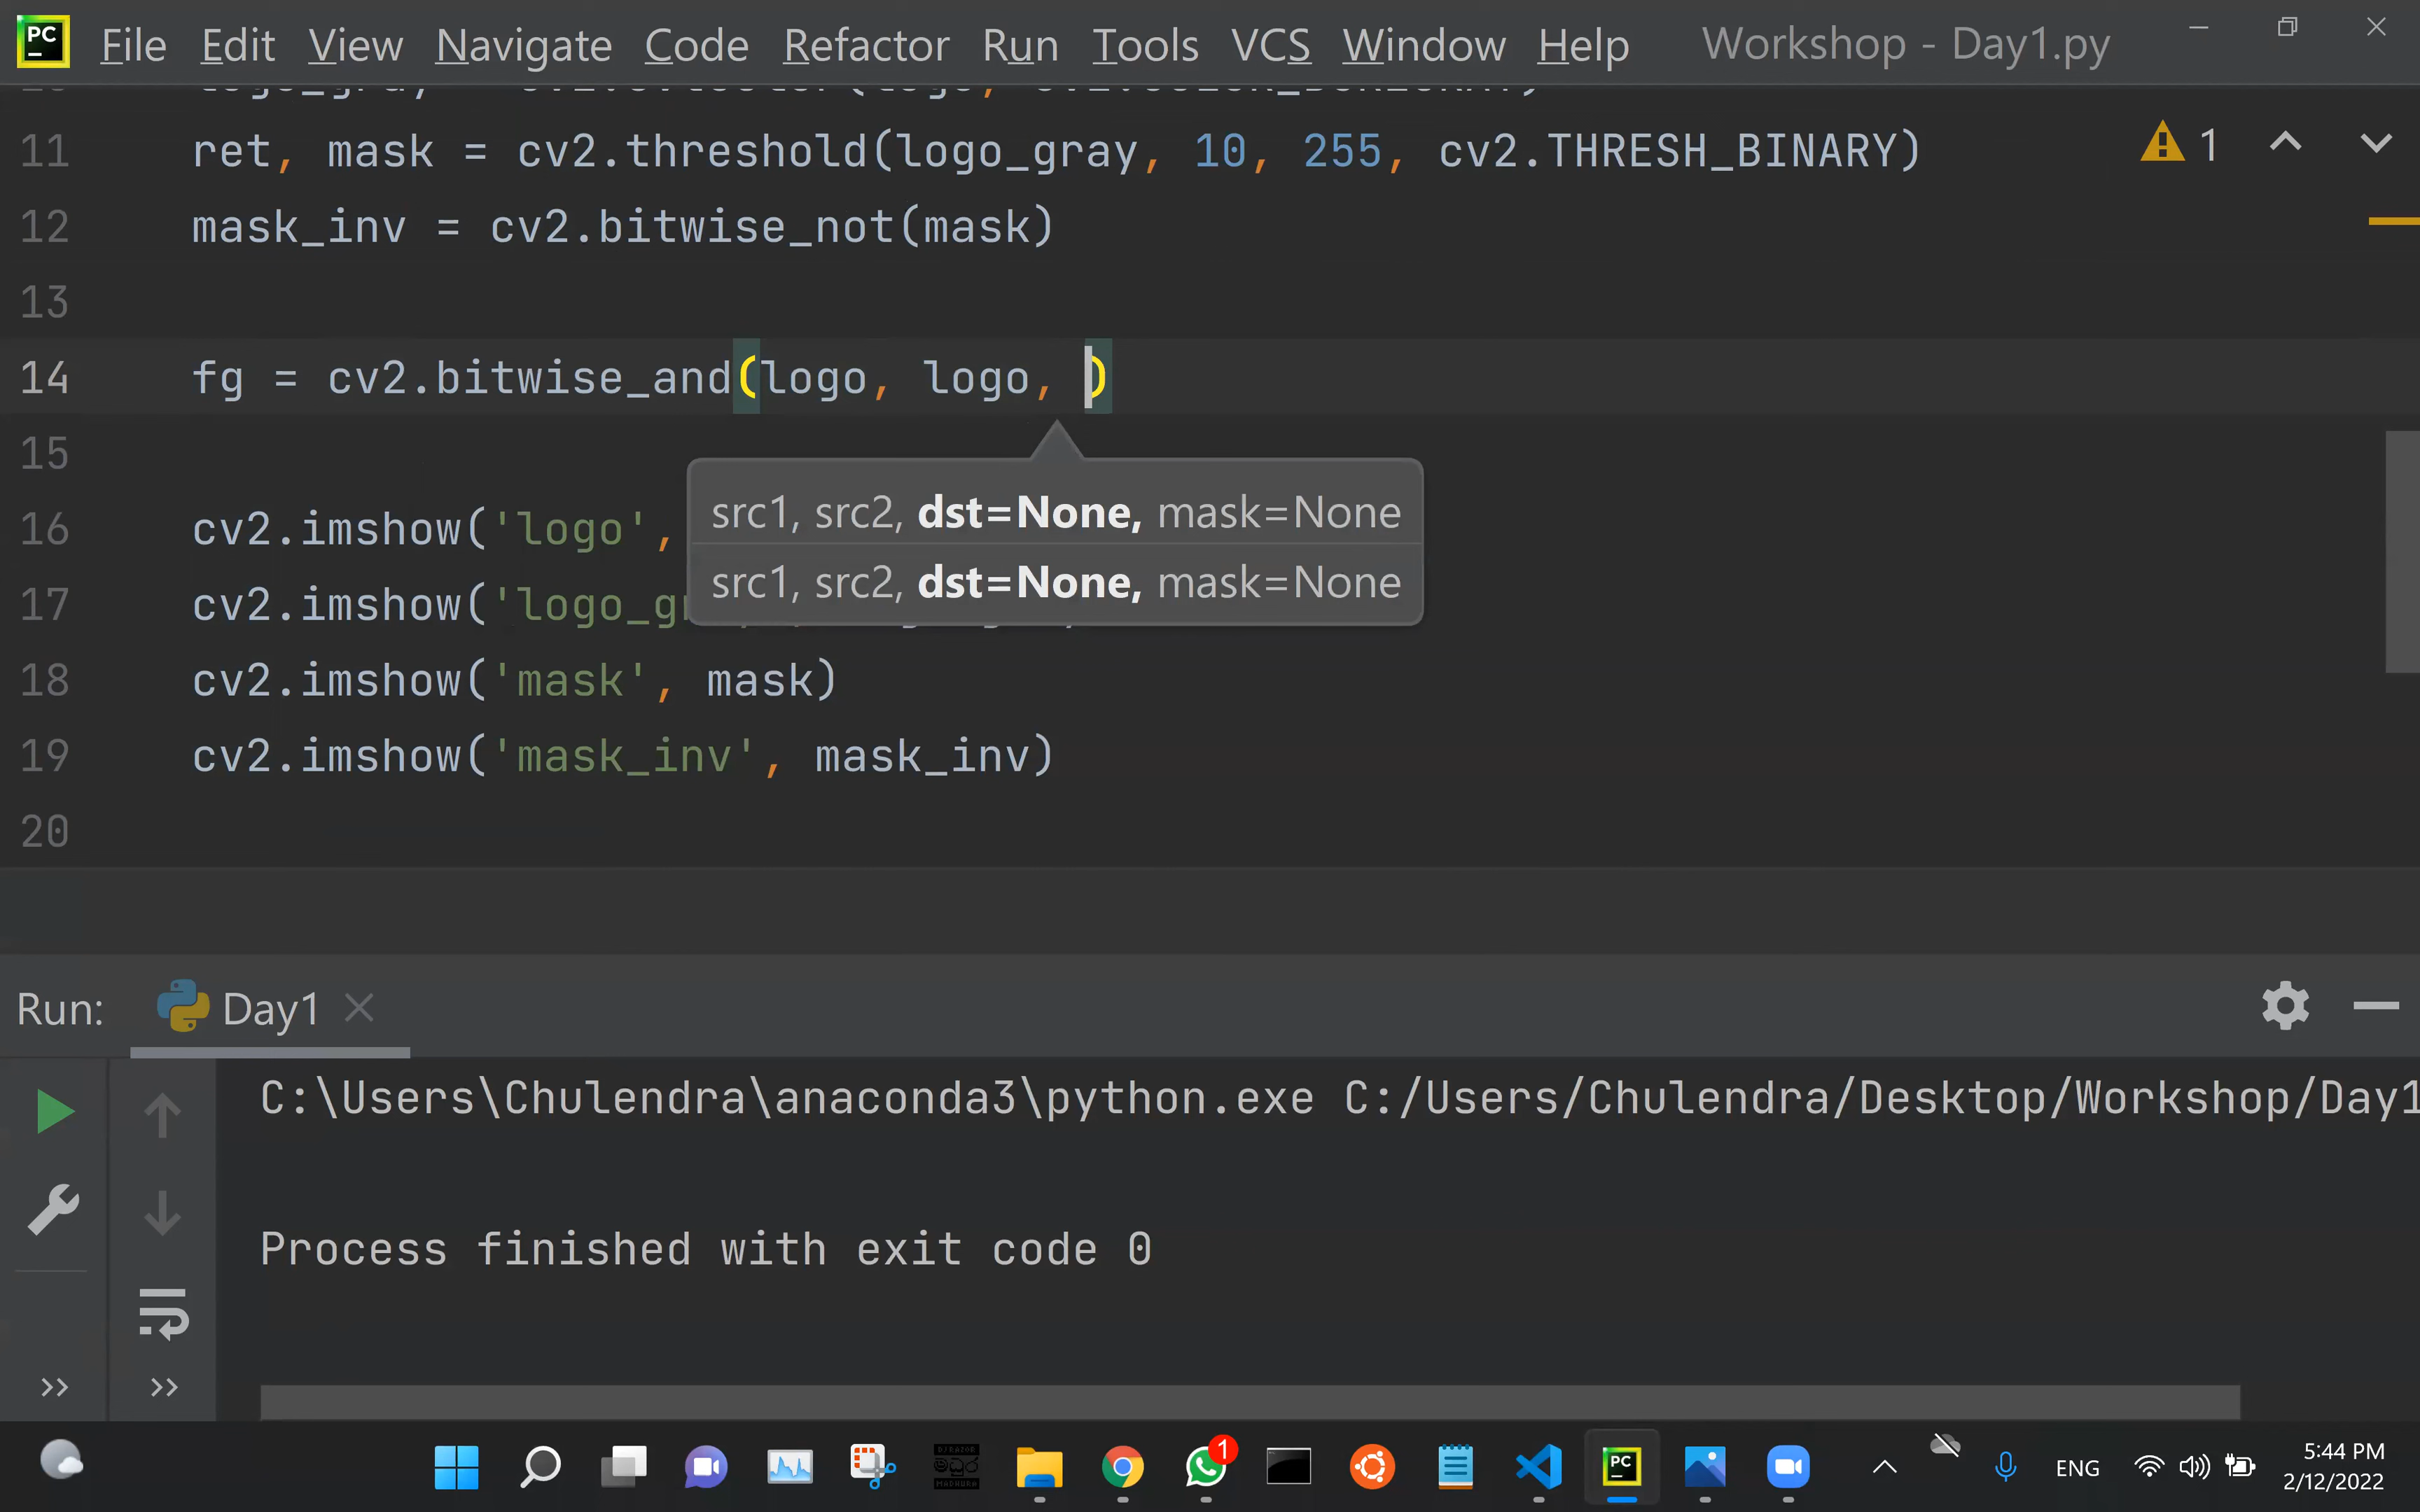 PC File Edit View Navigate Code Refactor Run Tools VCS Window Help Workshop - Day1.py
11 ret, mask = cv2.threshold(logo_gray, 10, 255, cv2.THRESH_BINARY) 1
12 mask_inv = cv2.bitwise_not(mask)
13
14 fg = cv2.bitwise_and(logo, logo, )
15
src1, src2, dst=None, mask=None
16 cv2.imshow('logo',
src1, src2, dst=None, mask=None
17 cv2.imshow('logo_g
18 cv2.imshow('mask', mask)
19 cv2.imshow('mask_inv', mask_inv)
20
Run: Day1
C:\Users\Chulendra\anaconda3\python.exe C:/Users/Chulendra/Desktop/Workshop/Day1
Process finished with exit code 0
මධුර
1
PC
ENG
5:44 PM
2/12/2022